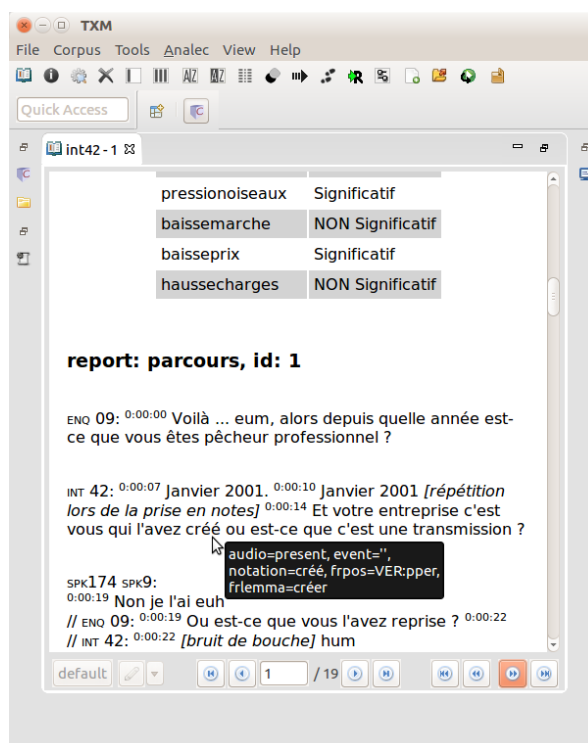 TXM
File Corpus Tools Analec View Help
Quick Access
int42 - 1
pressionoiseaux Significatif
baissemarche NON Significatif
baisseprix Significatif
haussecharges NON Significatif
report: parcours, id: 1
ENQ 09: 0:00:00 Voilà ... eum, alors depuis quelle année est-
ce que vous êtes pêcheur professionnel ?
INT 42: 0:00:07 Janvier 2001. 0:00:10 Janvier 2001 [répétition
lors de la prise en notes] 0:00:14 Et votre entreprise c'est
vous qui l'avez créé ou est-ce que c'est une transmission ?
audio=present, event='',
notation=créé, frpos=VER:pper,
frlemma=créer
SPK174 SPK9:
0:00:19 Non je l'ai euh
// ENQ 09: 0:00:19 Ou est-ce que vous l'avez reprise ? 0:00:22
// INT 42: 0:00:22 [bruit de bouche] hum
default 1 / 19